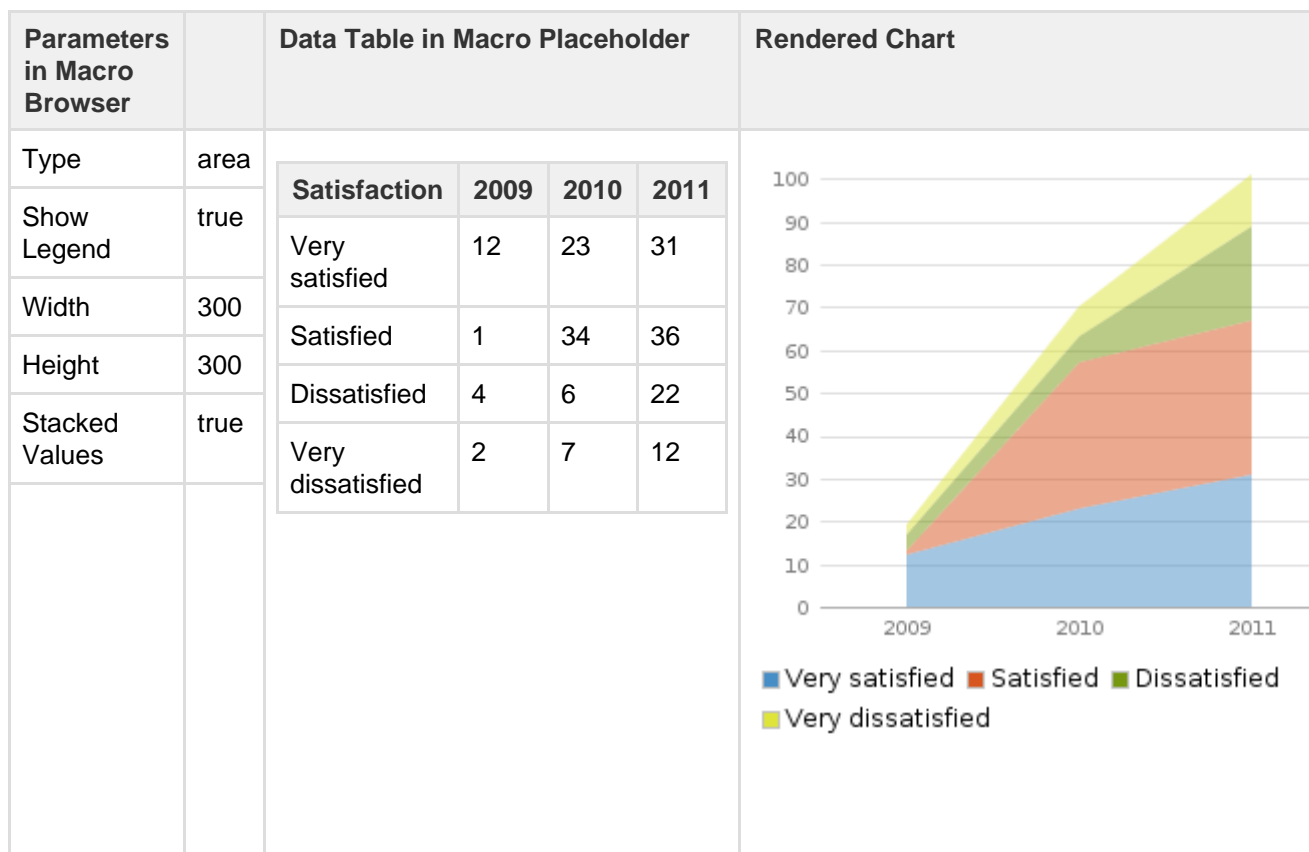 Parameters
in Macro
Browser
Data Table in Macro Placeholder
Rendered Chart
Type area
Show
Legend
true
Width 300
Height 300
Stacked
Values
true
Satisfaction 2009 2010 2011
Very
satisfied
12 23 31
Satisfied 1 34 36
Dissatisfied 4 6 22
Very
dissatisfied
2 7 12
100
90
80
70
60
50
40
30
20
10
0
2009 2010 2011
Very satisfied Satisfied Dissatisfied
Very dissatisfied